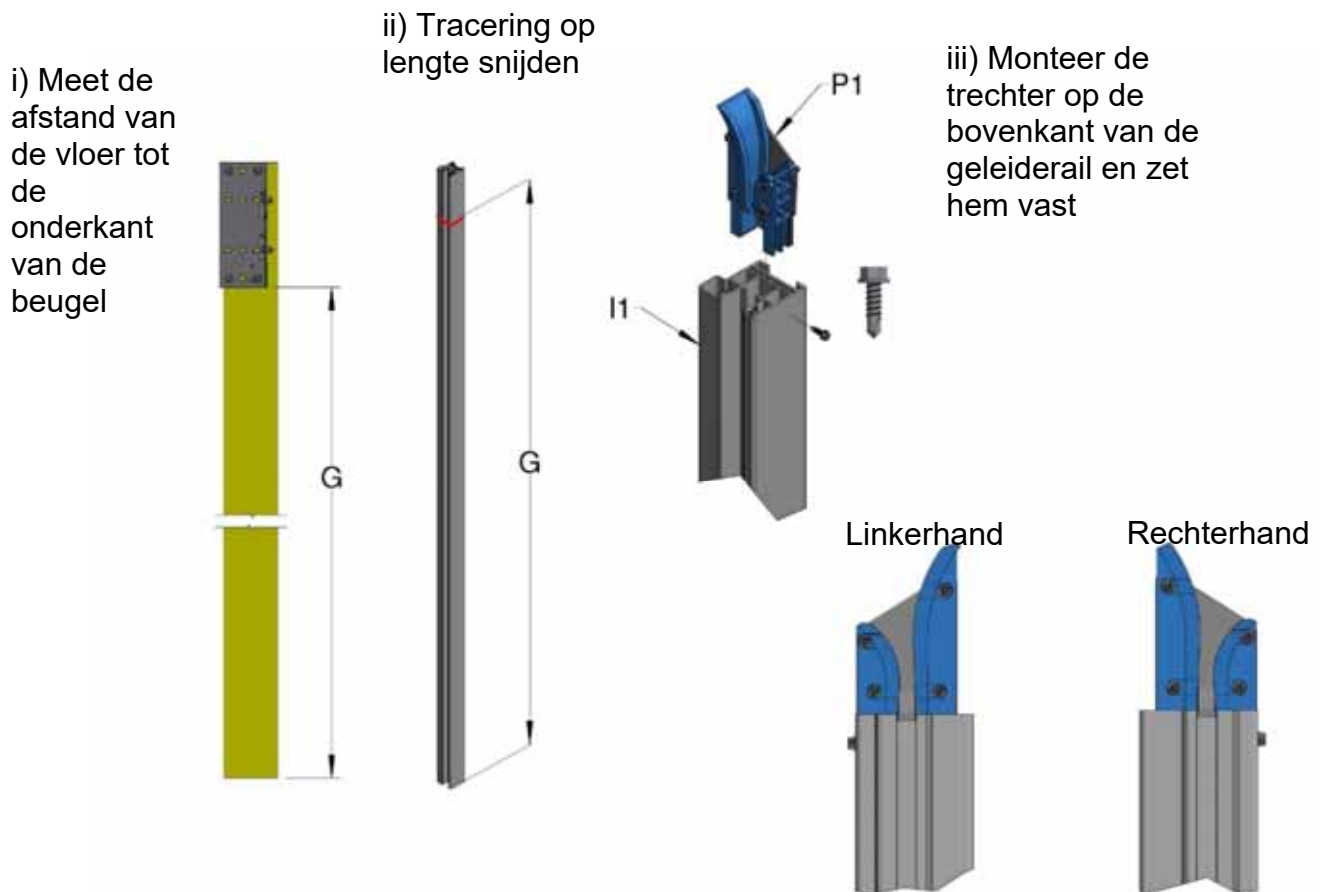 i) Meet de
afstand van
de vloer tot
de
onderkant
van de
beugel
ii) Tracering op
lengte snijden
iii) Monteer de
trechter op de
bovenkant van de
geleiderail en zet
hem vast
P1
I1
G
G
Linkerhand
Rechterhand